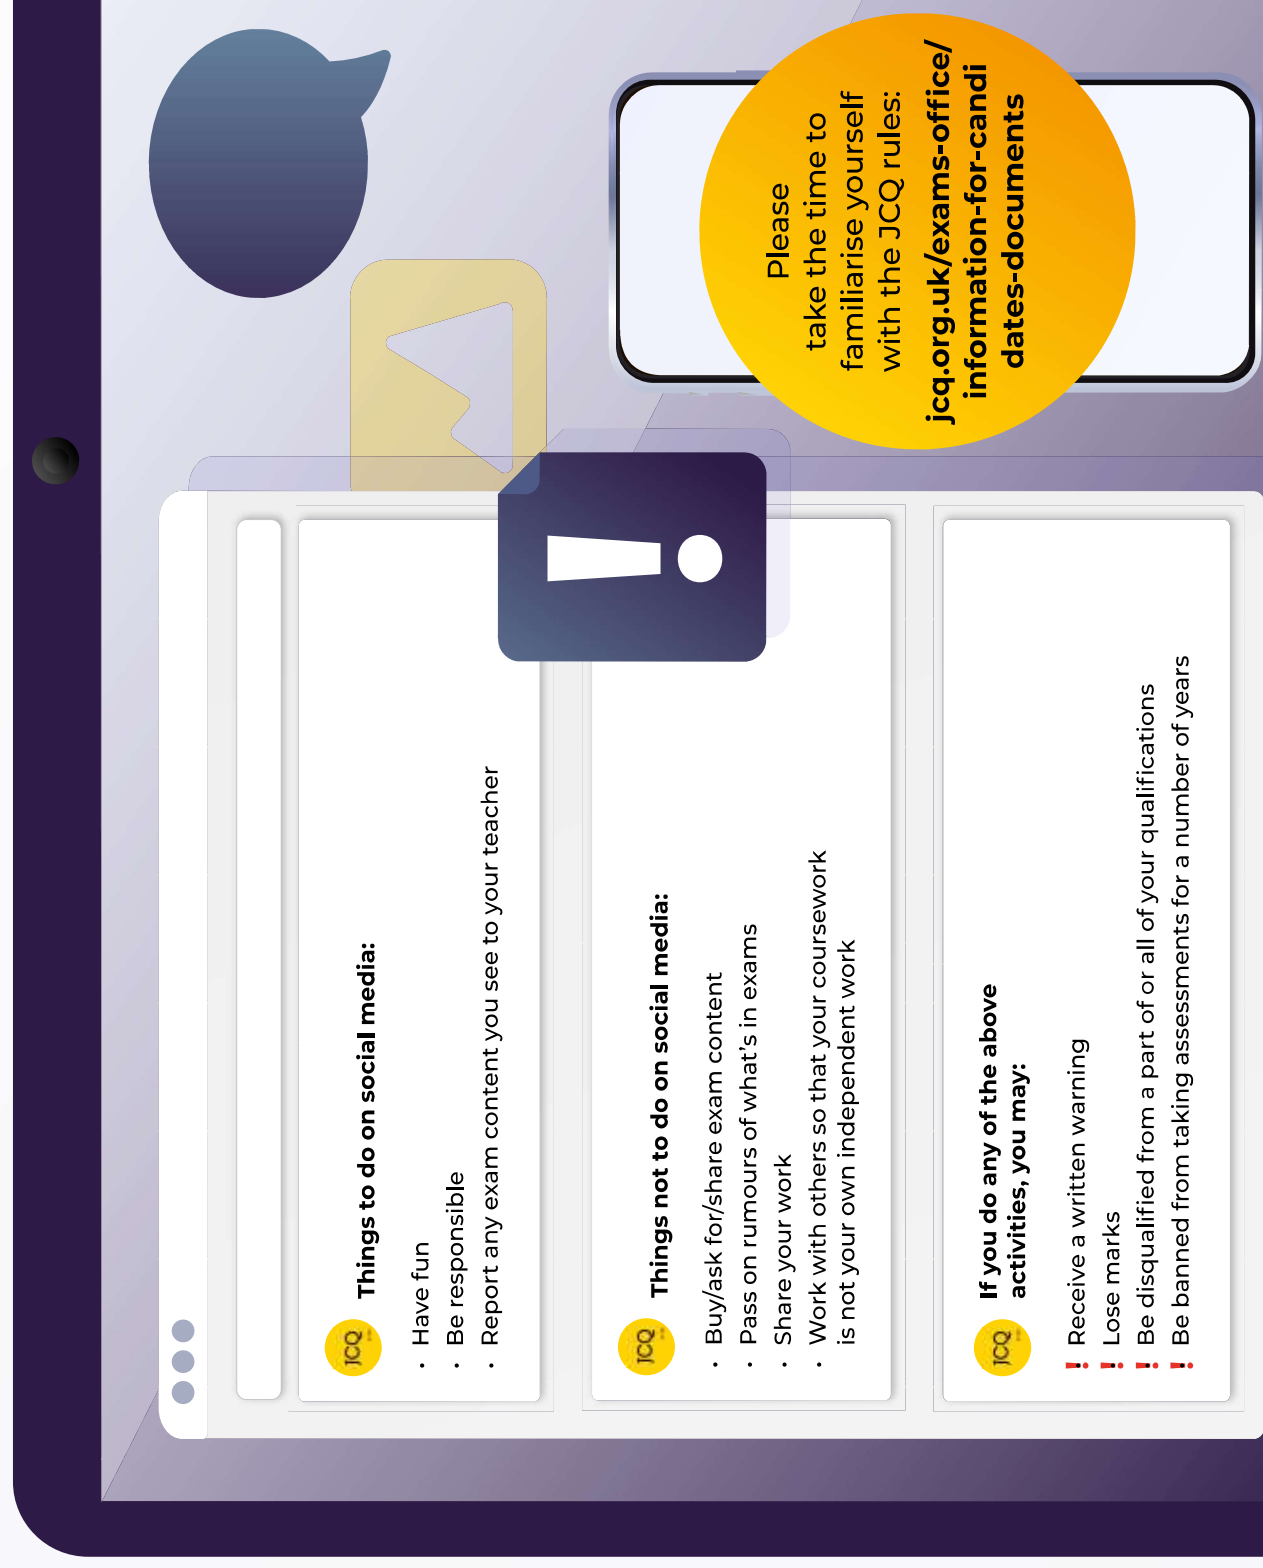 JCQ
Things to do on social media:
· Have fun
· Be responsible
· Report any exam content you see to your teacher
JCQ
Things not to do on social media:
· Buy/ask for/share exam content
· Pass on rumours of what’s in exams
· Share your work
· Work with others so that your coursework
is not your own independent work
JCQ
If you do any of the above
activities, you may:
! Receive a written warning
! Lose marks
! Be disqualified from a part of or all of your qualifications
! Be banned from taking assessments for a number of years
!
Please
take the time to
familiarise yourself
with the JCQ rules:
jcq.org.uk/exams-office/
information-for-candi
dates-documents